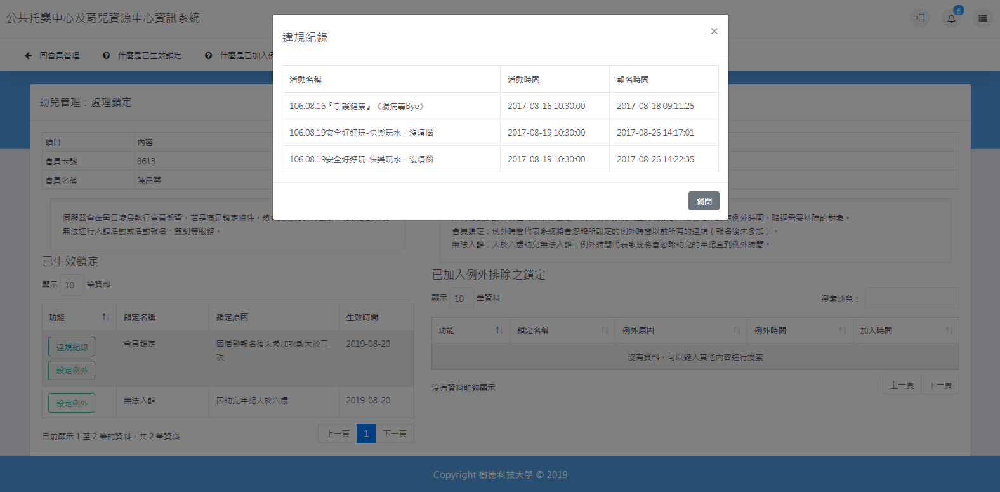 公共托嬰中心及育兒資源中心資訊系統
6
回會員管理 什麼是已生效鎖定 什麼是已加入例
違規紀錄 ×
活動名稱 活動時間 報名時間
106.08.16『手護健康』《腸病毒Bye》 2017-08-16 10:30:00 2017-08-18 09:11:25
106.08.19安全好好玩-快樂玩水，沒煩惱 2017-08-19 10:30:00 2017-08-26 14:17:01
106.08.19安全好好玩-快樂玩水，沒煩惱 2017-08-19 10:30:00 2017-08-26 14:22:35
關閉
幼兒管理：處理鎖定
項目 內容
會員卡號 3613
會員名稱 陳品蓉
伺服器會在每日凌晨執行會員盤查，若是滿足鎖定條件，將
無法進行入館活動或活動報名、簽到等服務。
例外時間，略過需要排除的對象。
會員鎖定：例外時間代表系統將會忽略所設定的例外時間以前所有的違規（報名後未參加）。
無法入館：大於六歲幼兒無法入館，例外時間代表系統將會忽略幼兒的年紀直到例外時間。
已生效鎖定
顯示 10 筆資料
功能 鎖定名稱 鎖定原因 生效時間
違規紀錄 會員鎖定 因活動報名後未參加次數大於三 2019-08-20
次
設定例外
設定例外 無法入館 因幼兒年紀大於六歲 2019-08-20
目前顯示 1 至 2 筆的資料，共 2 筆資料 上一頁 1 下一頁
已加入例外排除之鎖定
顯示 10 筆資料 搜索幼兒：
功能 鎖定名稱 例外原因 例外時間 加入時間
沒有資料，可以鍵入其他內容進行搜索
沒有資料能夠顯示 上一頁 下一頁
Copyright 樹德科技大學 © 2019